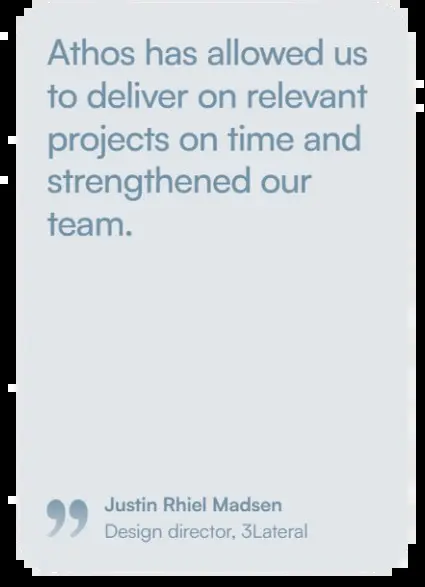 Athos has allowed us
to deliver on relevant
projects on time and
strengthened our
team.
Justin Rhiel Madsen
Design director, 3Lateral